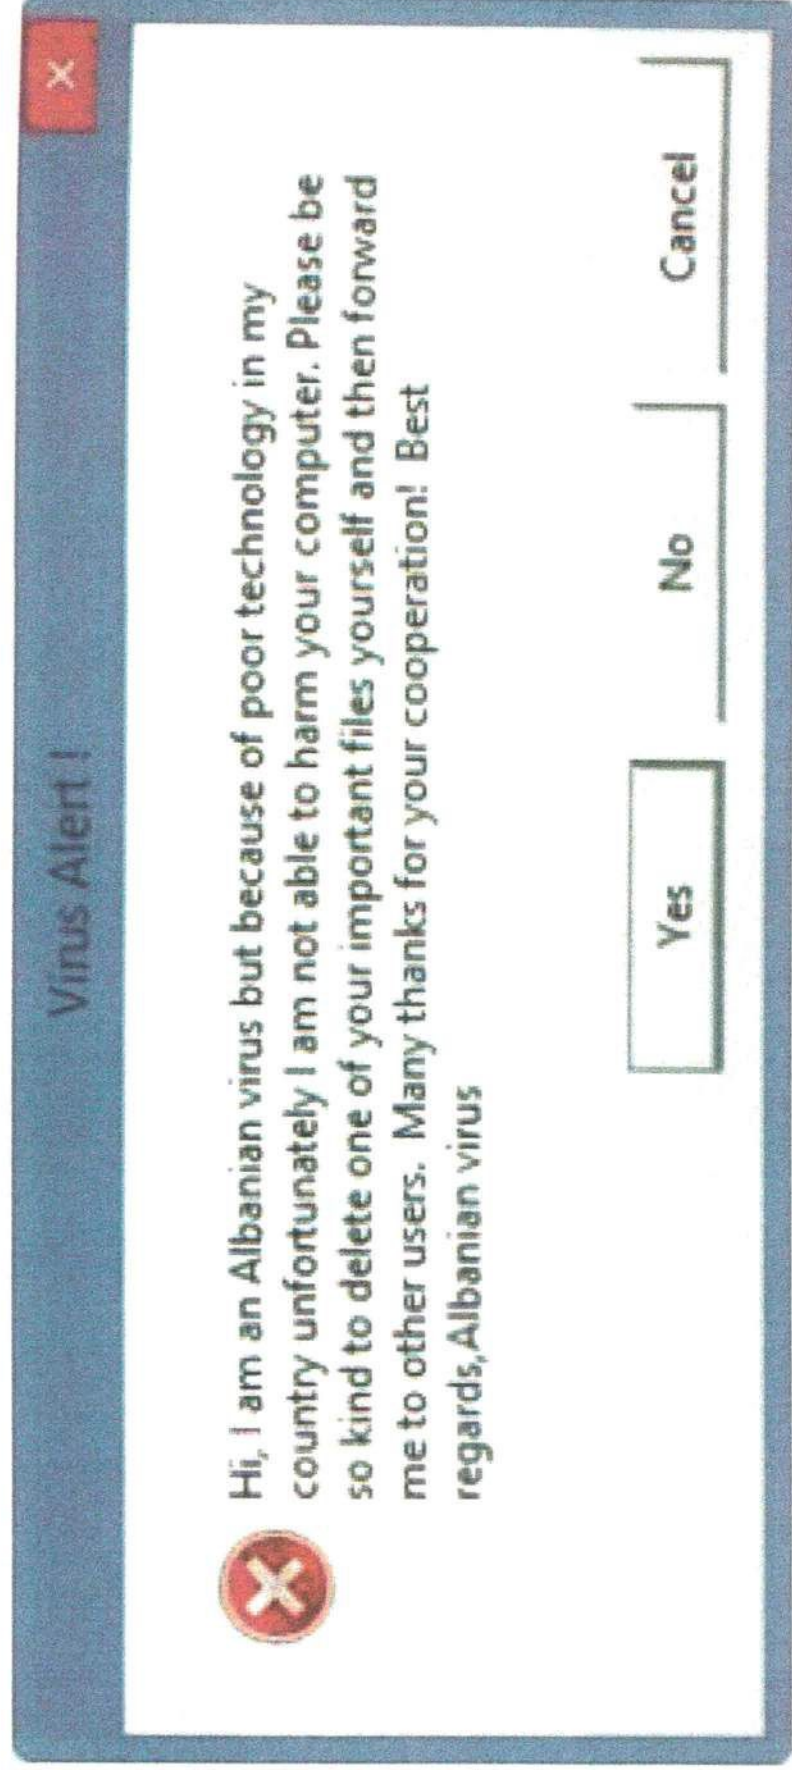 Virus Alert !
x
Hi, I am an Albanian virus but because of poor technology in my
country unfortunately I am not able to harm your computer. Please be
so kind to delete one of your important files yourself and then forward
me to other users.  Many thanks for your cooperation!  Best
regards,Albanian virus
Yes No Cancel